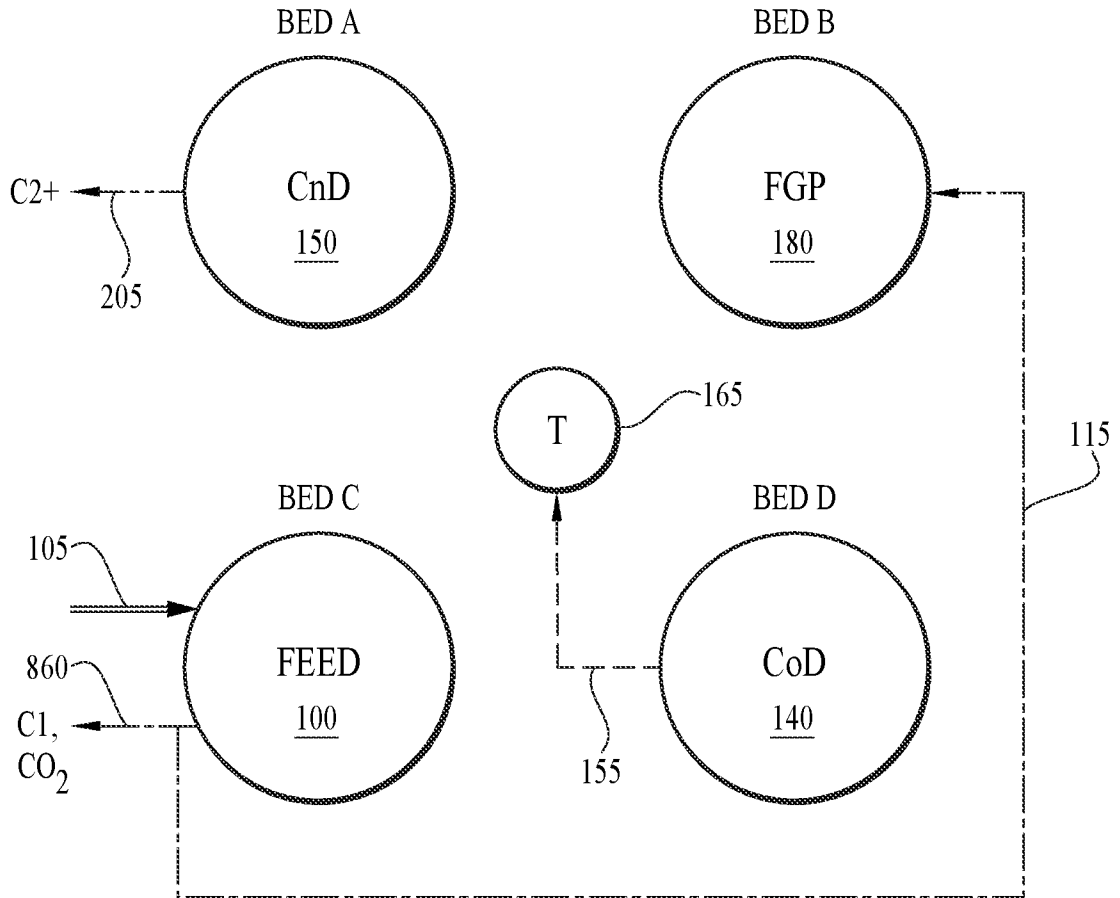 BED A
BED B
CnD
150
FGP
180
C2+
205
T
165
115
BED C
BED D
105
FEED
100
CoD
140
860
C1,
CO₂
155